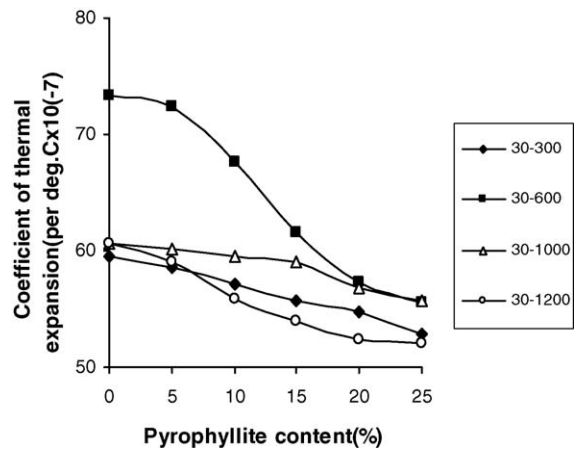 Coefficient of thermal
expansion(per deg.Cx10(-7)
80
70
60
50
0 5 10 15 20 25
Pyrophyllite content(%)
30-300
30-600
30-1000
30-1200